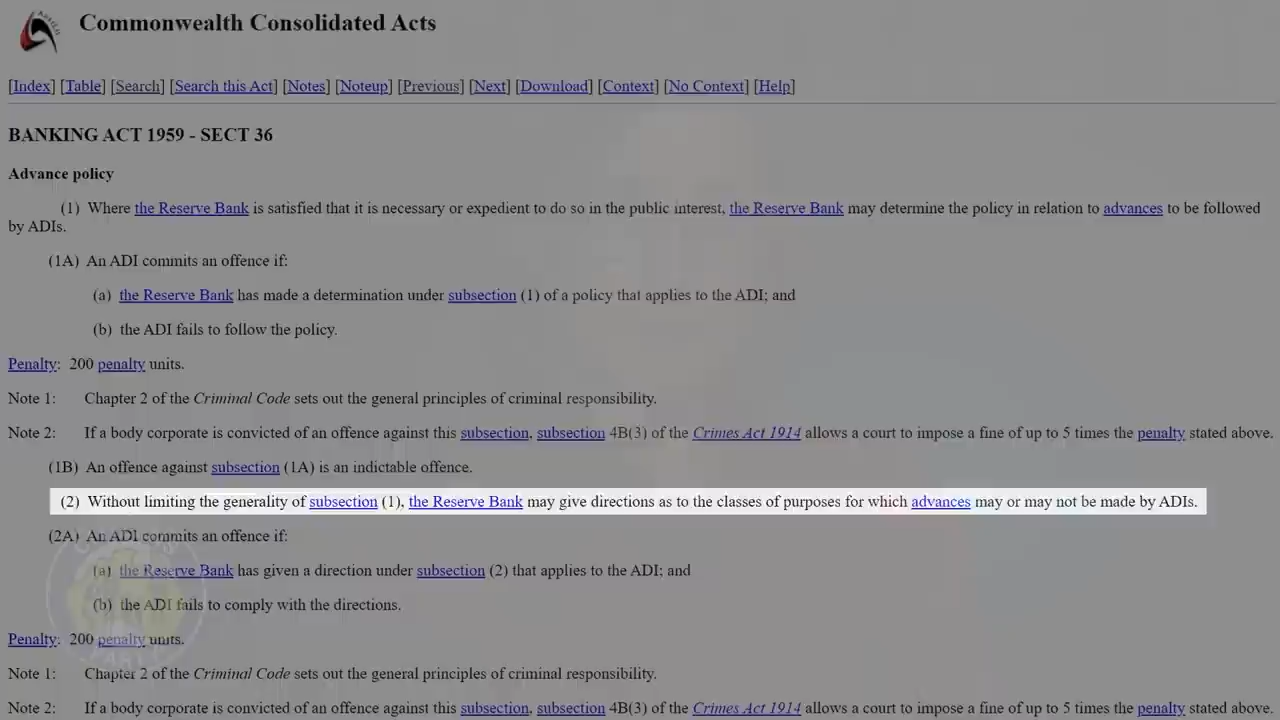 Commonwealth Consolidated Acts
[Index] [Table] [Search] [Search this Act] [Notes] [Noteup] [Previous] [Next] [Download] [Context] [No Context] [Help]
BANKING ACT 1959 - SECT 36
Advance policy
(1) Where the Reserve Bank is satisfied that it is necessary or expedient to do so in the public interest, the Reserve Bank may determine the policy in relation to advances to be followed
by ADIs.
(1A) An ADI commits an offence if:
(a) the Reserve Bank has made a determination under subsection (1) of a policy that applies to the ADI; and
(b) the ADI fails to follow the policy.
Penalty: 200 penalty units.
Note 1: Chapter 2 of the Criminal Code sets out the general principles of criminal responsibility.
Note 2: If a body corporate is convicted of an offence against this subsection, subsection 4B(3) of the Crimes Act 1914 allows a court to impose a fine of up to 5 times the penalty stated above.
(1B) An offence against subsection (1A) is an indictable offence.
(2) Without limiting the generality of subsection (1), the Reserve Bank may give directions as to the classes of purposes for which advances may or may not be made by ADIs.
(2A) An ADI commits an offence if:
(a) the Reserve Bank has given a direction under subsection (2) that applies to the ADI; and
(b) the ADI fails to comply with the directions.
Penalty: 200 penalty units.
Note 1: Chapter 2 of the Criminal Code sets out the general principles of criminal responsibility.
Note 2: If a body corporate is convicted of an offence against this subsection, subsection 4B(3) of the Crimes Act 1914 allows a court to impose a fine of up to 5 times the penalty stated above.